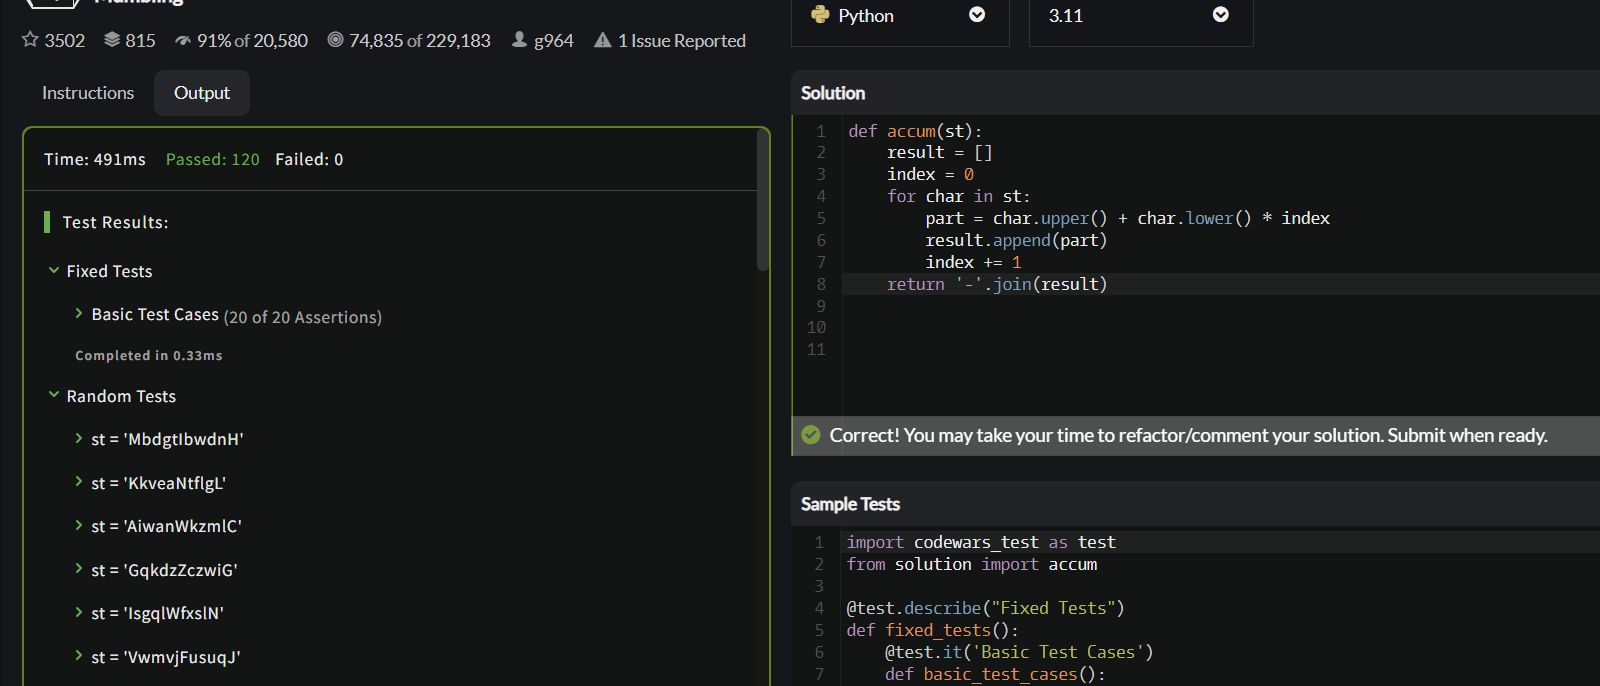 Mumbling
3502 815 91% of 20,580 74,835 of 229,183 g964 1 Issue Reported
Instructions Output
Time: 491ms Passed: 120 Failed: 0
Test Results:
Fixed Tests
Basic Test Cases (20 of 20 Assertions)
Completed in 0.33ms
Random Tests
st = 'MbdgtIbwdnH'
st = 'KkveaNtflgL'
st = 'AiwanWkzmlC'
st = 'GqkdzZczwiG'
st = 'IsgqlWfxslN'
st = 'VwmvjFusuqJ'
Python 3.11
Solution
1 def accum(st):
2     result = []
3     index = 0
4     for char in st:
5         part = char.upper() + char.lower() * index
6         result.append(part)
7         index += 1
8     return '-'.join(result)
9
10
11
Correct! You may take your time to refactor/comment your solution. Submit when ready.
Sample Tests
1 import codewars_test as test
2 from solution import accum
3
4 @test.describe("Fixed Tests")
5 def fixed_tests():
6     @test.it('Basic Test Cases')
7     def basic_test_cases():